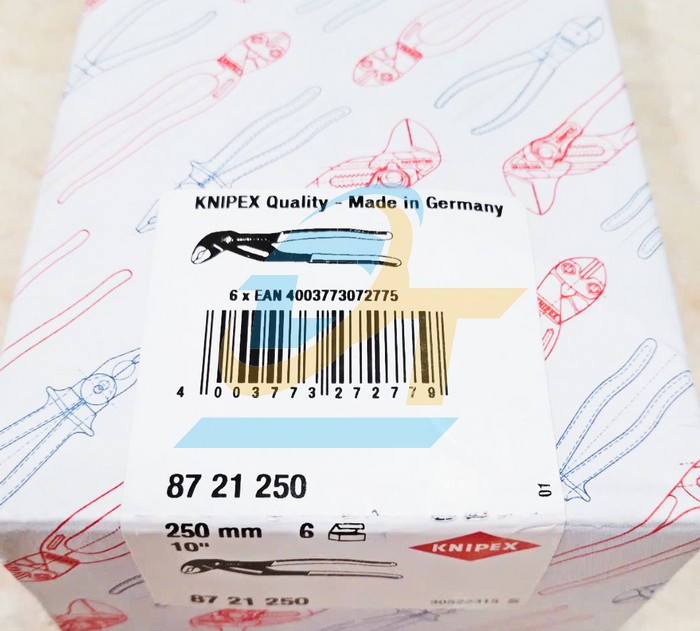 KNIPEX Quality - Made in Germany
6 x EAN 4003773072775
4 003773 272779
87 21 250
01
250 mm 6
10"
KNIPEX
87 21 250